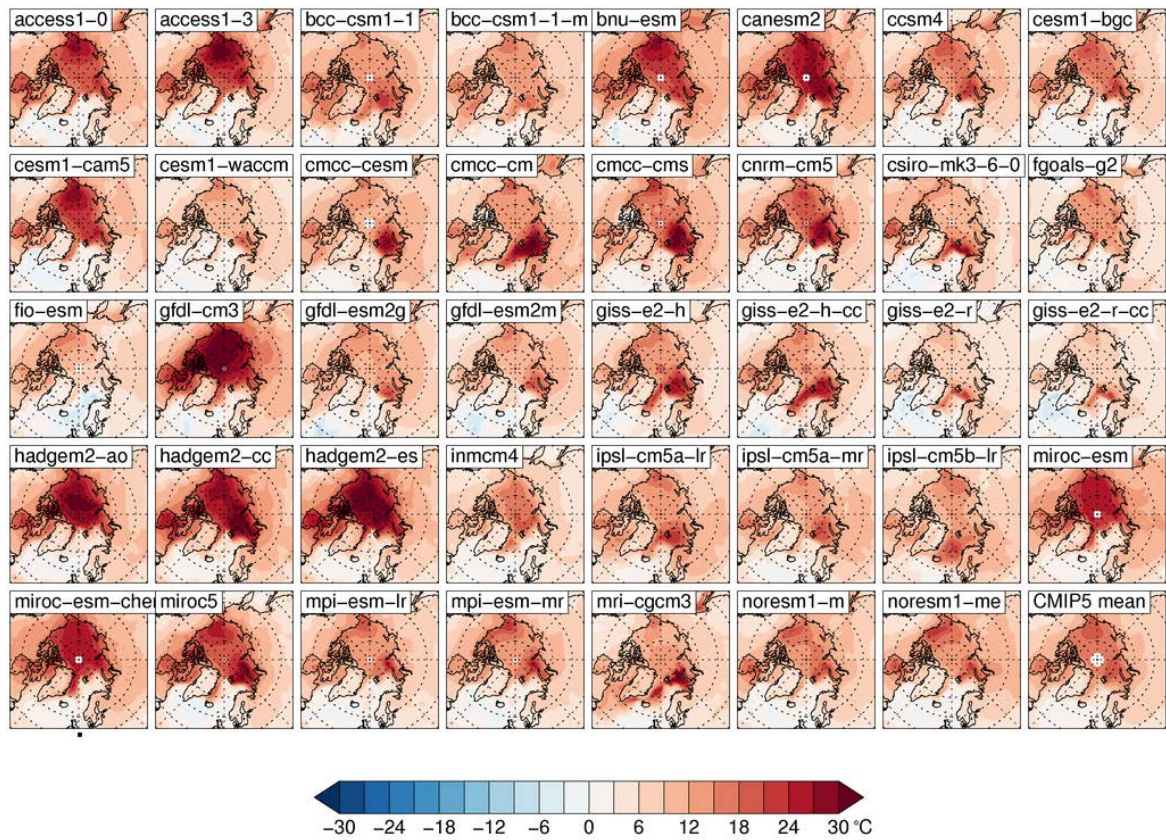 access1-0 access1-3 bcc-csm1-1 bcc-csm1-1-m bnu-esm canesm2 ccsm4 cesm1-bgc
cesm1-cam5 cesm1-waccm cmcc-cesm cmcc-cm cmcc-cms cnrm-cm5 csiro-mk3-6-0 fgoals-g2
fio-esm gfdl-cm3 gfdl-esm2g gfdl-esm2m giss-e2-h giss-e2-h-cc giss-e2-r giss-e2-r-cc
hadgem2-ao hadgem2-cc hadgem2-es inmcm4 ipsl-cm5a-lr ipsl-cm5a-mr ipsl-cm5b-lr miroc-esm
miroc-esm-cher miroc5 mpi-esm-lr mpi-esm-mr mri-cgcm3 noresm1-m noresm1-me CMIP5 mean
-30 -24 -18 -12 -6 0 6 12 18 24 30 °C